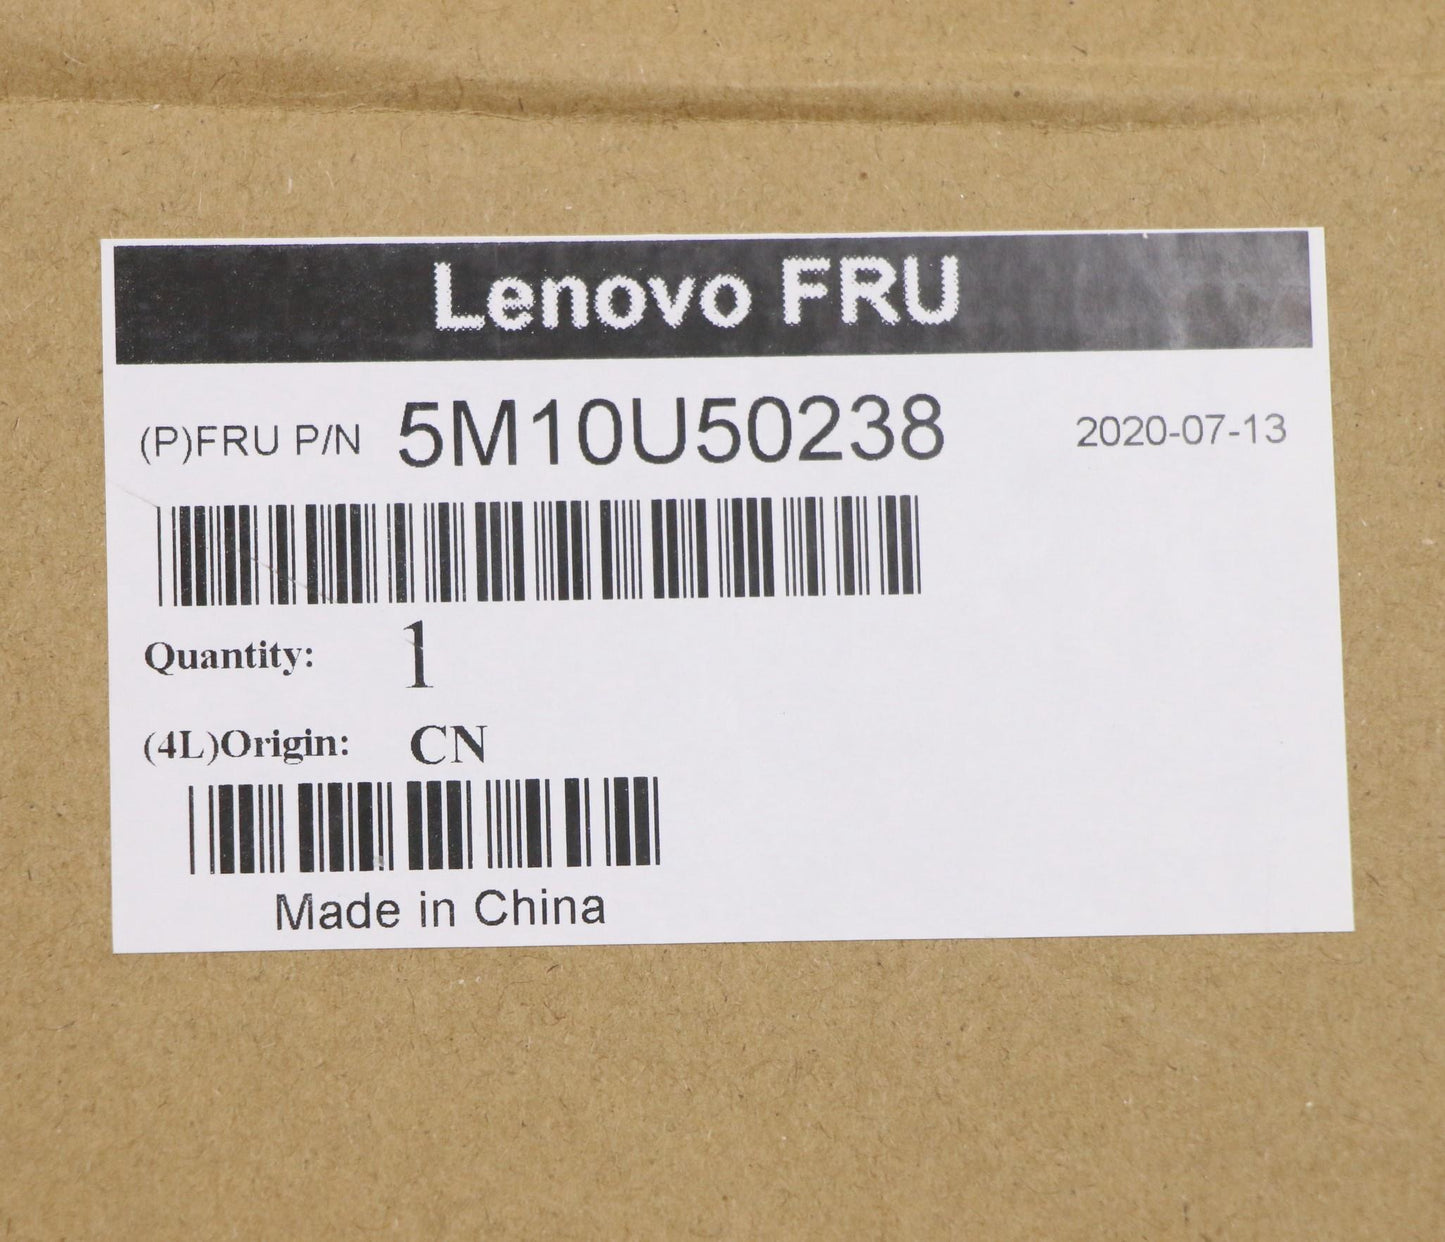 Lenovo FRU
(P)FRU P/N 5M10U50238 2020-07-13
Quantity: 1
(4L)Origin: CN
Made in China